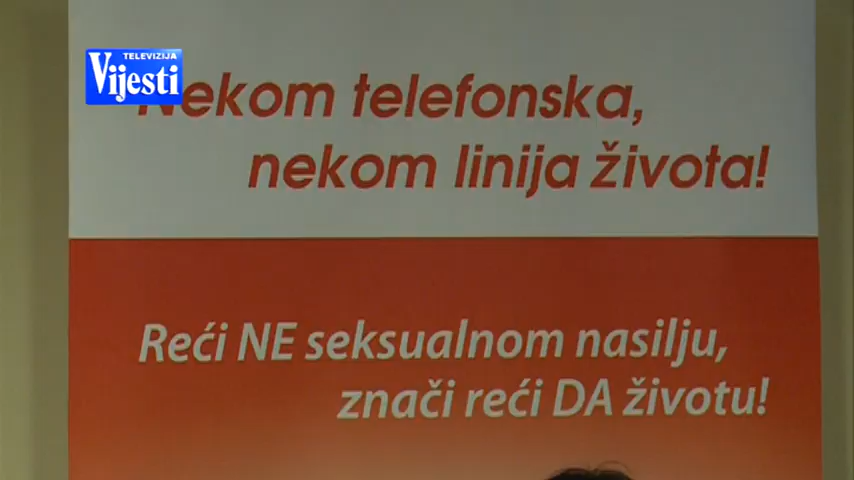 TELEVIZIJA
Vijesti
Nekom telefonska,
nekom linija života!
Reći NE seksualnom nasilju,
znači reći DA životu!